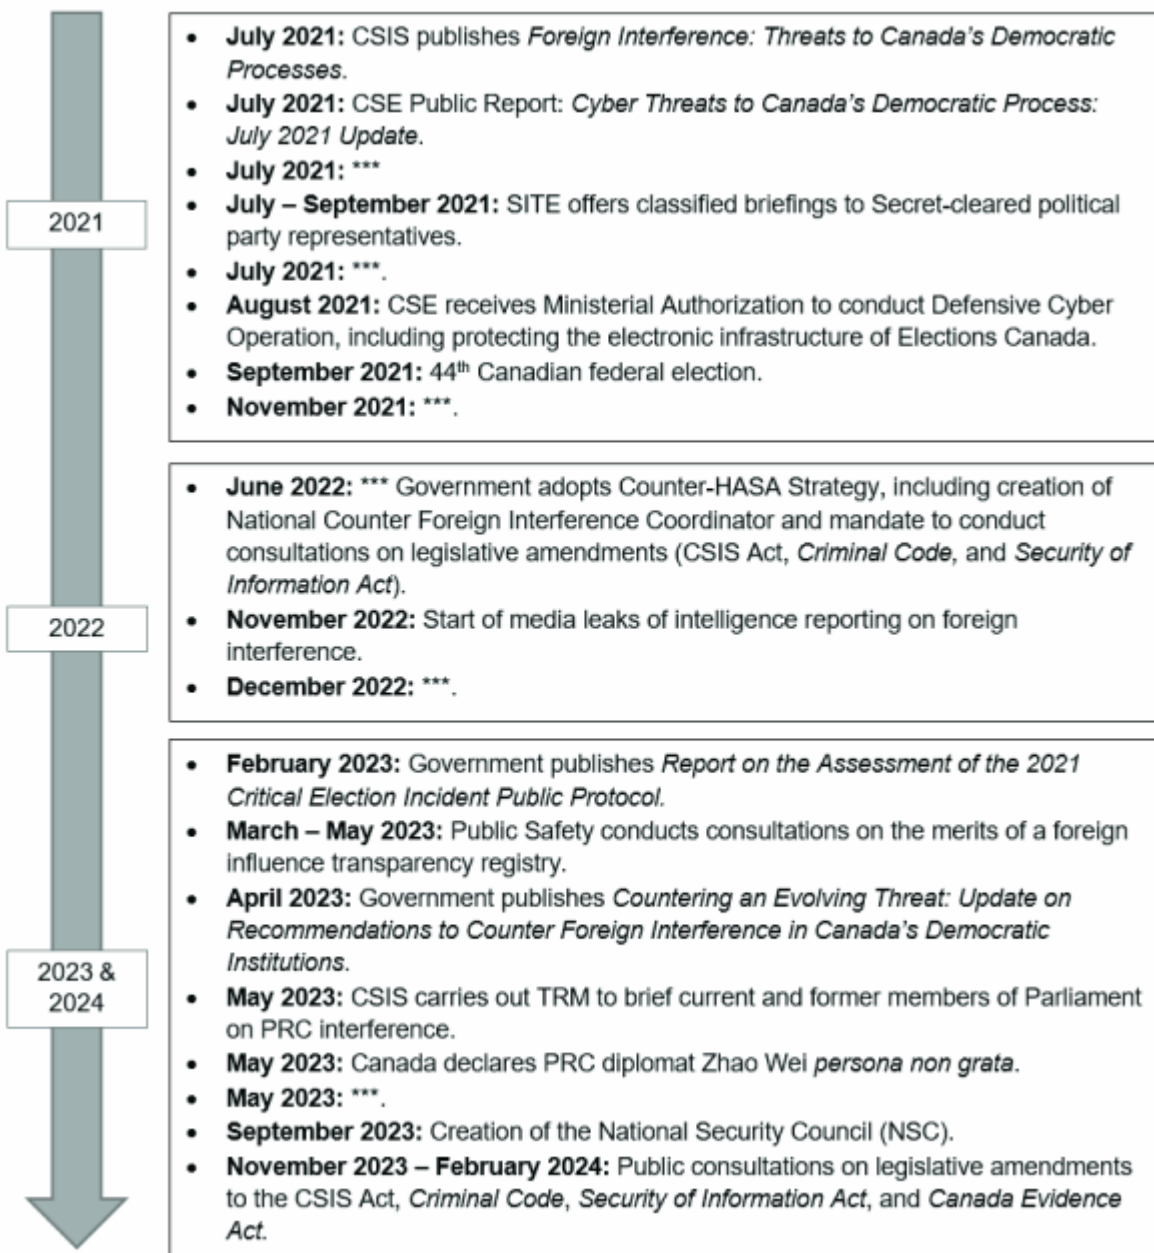 • July 2021: CSIS publishes Foreign Interference: Threats to Canada's Democratic
Processes.
• July 2021: CSE Public Report: Cyber Threats to Canada's Democratic Process:
July 2021 Update.
• July 2021: ***
2021
• July – September 2021: SITE offers classified briefings to Secret-cleared political
party representatives.
• July 2021: ***.
• August 2021: CSE receives Ministerial Authorization to conduct Defensive Cyber
Operation, including protecting the electronic infrastructure of Elections Canada.
• September 2021: 44th Canadian federal election.
• November 2021: ***.
• June 2022: *** Government adopts Counter-HASA Strategy, including creation of
National Counter Foreign Interference Coordinator and mandate to conduct
consultations on legislative amendments (CSIS Act, Criminal Code, and Security of
Information Act).
2022
• November 2022: Start of media leaks of intelligence reporting on foreign
interference.
• December 2022: ***.
• February 2023: Government publishes Report on the Assessment of the 2021
Critical Election Incident Public Protocol.
• March – May 2023: Public Safety conducts consultations on the merits of a foreign
influence transparency registry.
• April 2023: Government publishes Countering an Evolving Threat: Update on
Recommendations to Counter Foreign Interference in Canada's Democratic
Institutions.
2023 &
2024
• May 2023: CSIS carries out TRM to brief current and former members of Parliament
on PRC interference.
• May 2023: Canada declares PRC diplomat Zhao Wei persona non grata.
• May 2023: ***.
• September 2023: Creation of the National Security Council (NSC).
• November 2023 – February 2024: Public consultations on legislative amendments
to the CSIS Act, Criminal Code, Security of Information Act, and Canada Evidence
Act.